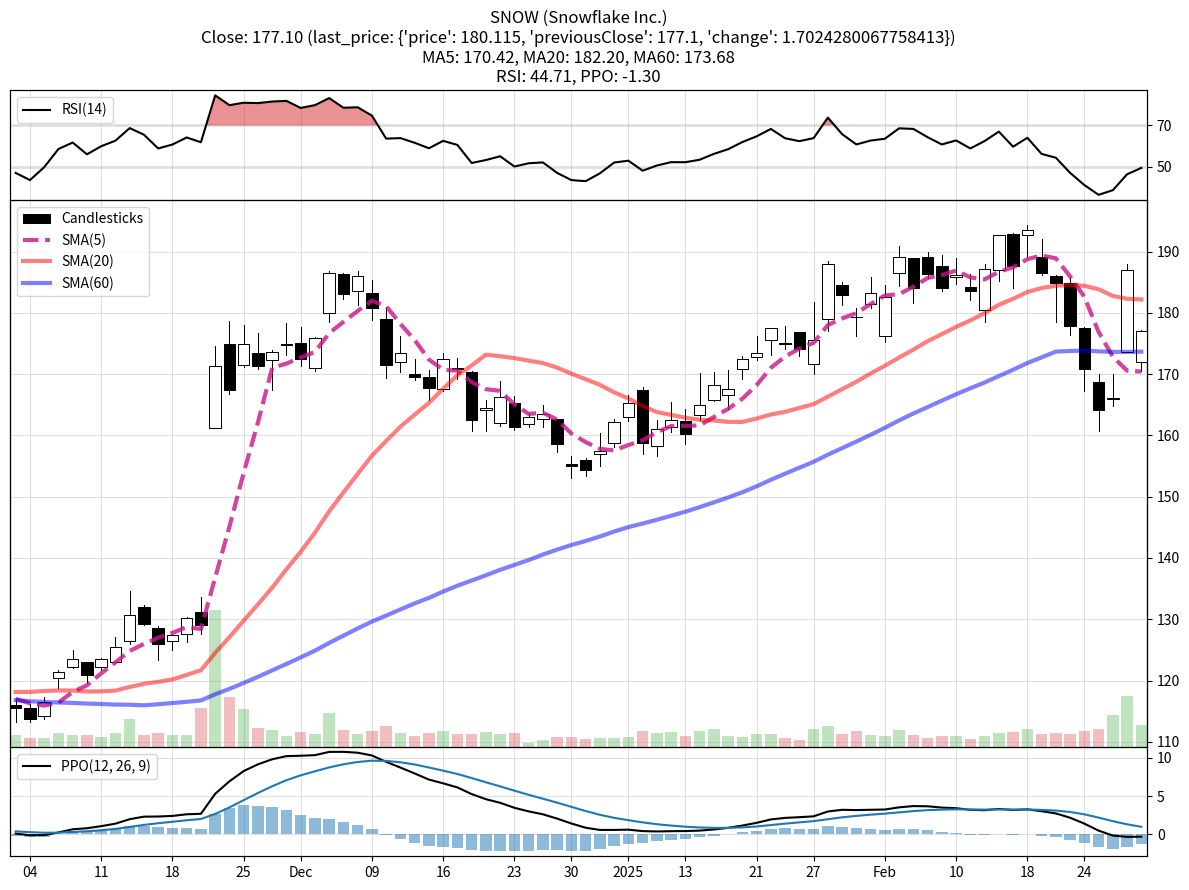 SNOW (Snowflake Inc.)
Close: 177.10 (last_price: {'price': 180.115, 'previousClose': 177.1, 'change': 1.7024280067758413})
MA5: 170.42, MA20: 182.20, MA60: 173.68
RSI: 44.71, PPO: -1.30
RSI(14)
70
50
Candlesticks
SMA(5)
SMA(20)
SMA(60)
190
180
170
160
150
140
130
120
110
PPO(12, 26, 9)
10
5
0
04 11 18 25 Dec 09 16 23 30 2025 13 21 27 Feb 10 18 24